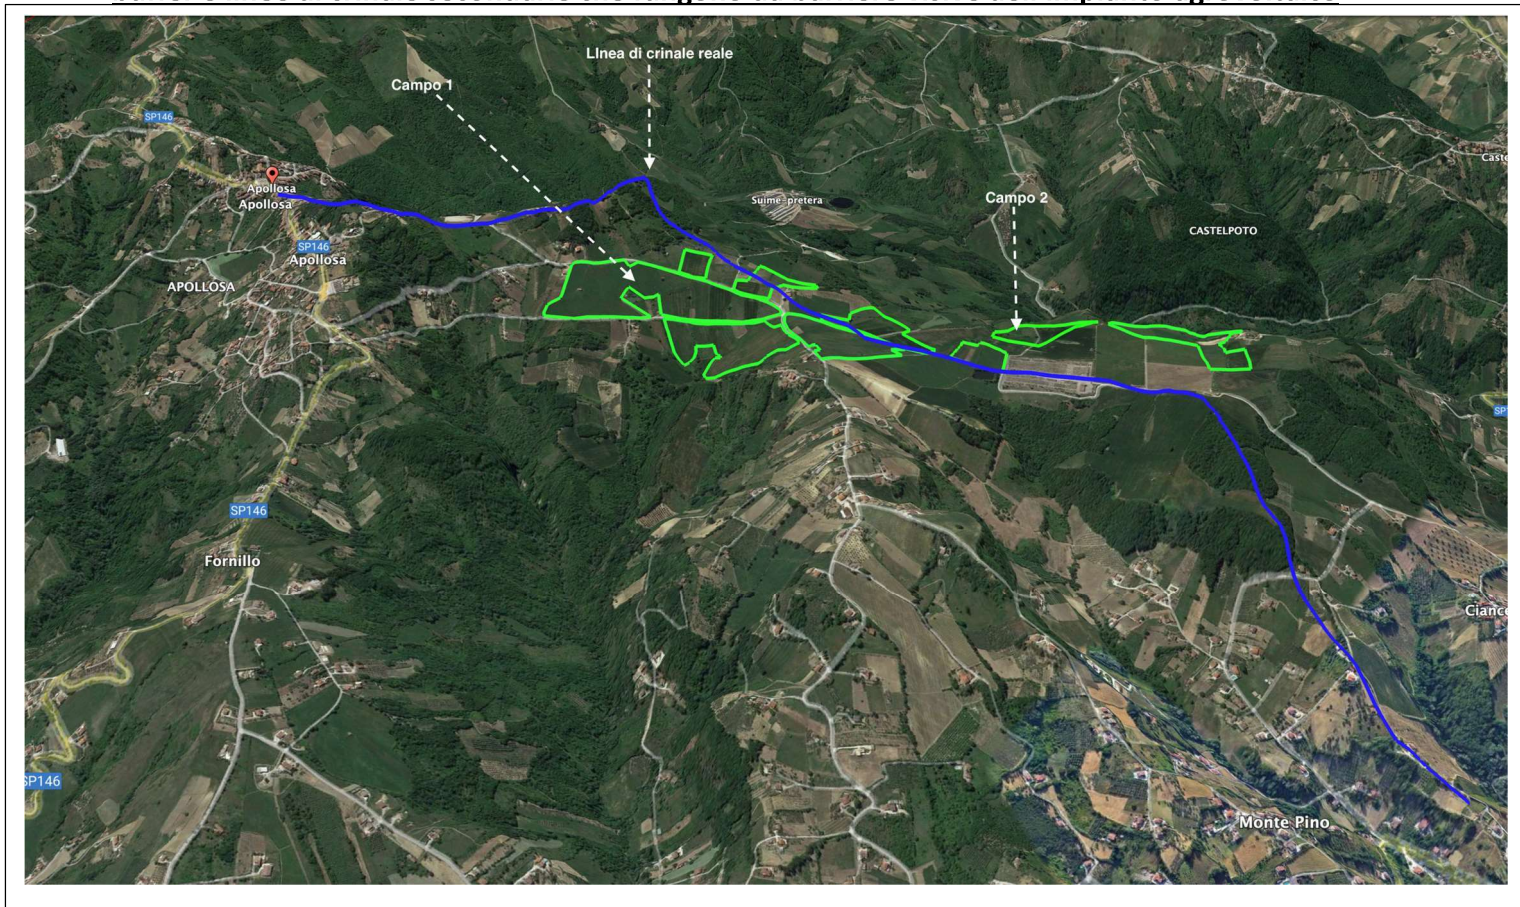 LInea di crinale reale
Campo 1
SP146
Apollosa
Apollosa
Suime-pretera
Campo 2
CASTELPOTO
SP146
Apollosa
APOLLOSA
SP146
Fornillo
SP146
Monte Pino